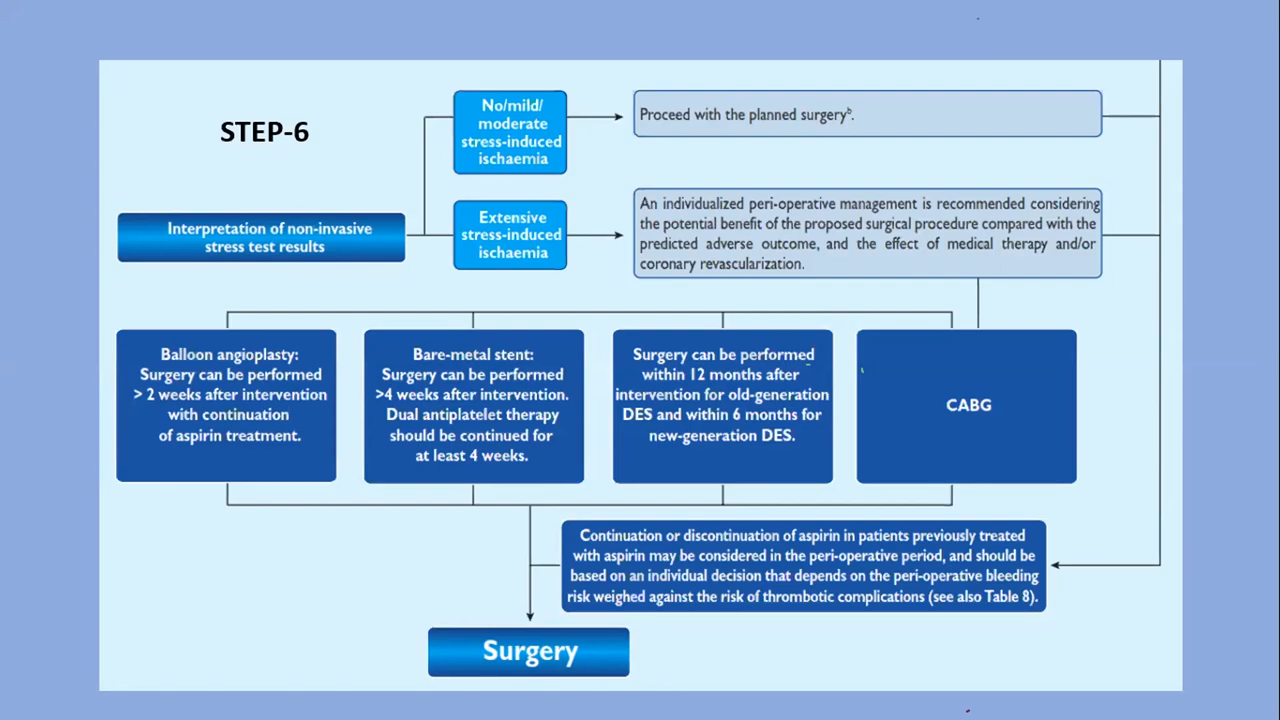 STEP-6
No/mild/
moderate
stress-induced
ischaemia
Proceed with the planned surgeryᵇ.
Interpretation of non-invasive
stress test results
Extensive
stress-induced
ischaemia
An individualized peri-operative management is recommended considering
the potential benefit of the proposed surgical procedure compared with the
predicted adverse outcome, and the effect of medical therapy and/or
coronary revascularization.
Balloon angioplasty:
Surgery can be performed
> 2 weeks after intervention
with continuation
of aspirin treatment.
Bare-metal stent:
Surgery can be performed
>4 weeks after intervention.
Dual antiplatelet therapy
should be continued for
at least 4 weeks.
Surgery can be performed
within 12 months after
intervention for old-generation
DES and within 6 months for
new-generation DES.
CABG
Continuation or discontinuation of aspirin in patients previously treated
with aspirin may be considered in the peri-operative period, and should be
based on an individual decision that depends on the peri-operative bleeding
risk weighed against the risk of thrombotic complications (see also Table 8).
Surgery